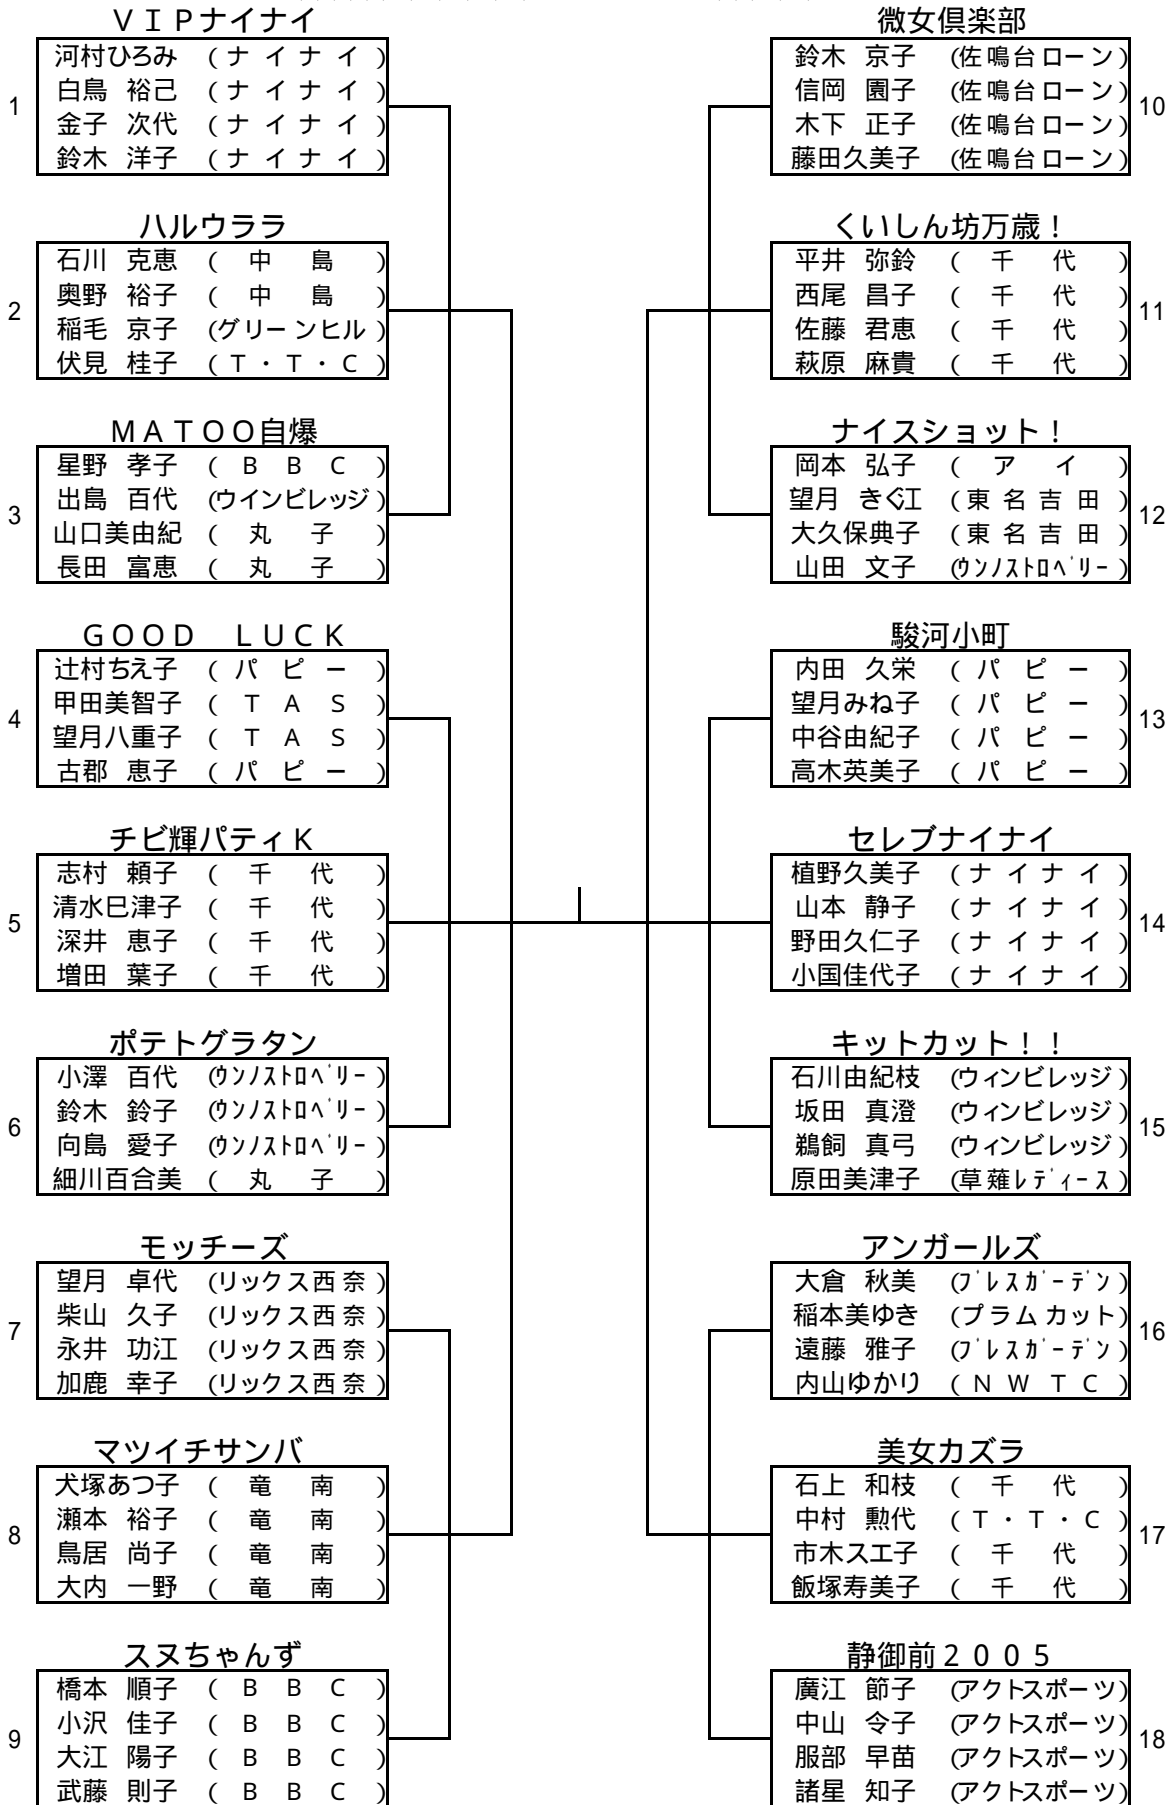 ＶＩＰナイナイ
河村ひろみ (ナイナイ)
白鳥 裕己 (ナイナイ)
1
金子 次代 (ナイナイ)
鈴木 洋子 (ナイナイ)
ハルウララ
石川 克恵 (中 島)
奥野 裕子 (中 島)
2
稲毛 京子 (グリーンヒル)
伏見 桂子 (Ｔ・Ｔ・Ｃ)
ＭＡＴＯＯ自爆
星野 孝子 (ＢＢＣ)
出島 百代 (ウインビレッジ)
3
山口美由紀 (丸 子)
長田 富恵 (丸 子)
ＧＯＯＤ ＬＵＣＫ
辻村ちえ子 (パピー)
甲田美智子 (ＴＡＳ)
4
望月八重子 (ＴＡＳ)
古郡 恵子 (パピー)
チビ輝パティＫ
志村 頼子 (千 代)
清水巳津子 (千 代)
5
深井 恵子 (千 代)
増田 葉子 (千 代)
ポテトグラタン
小澤 百代 (ｳﾝﾉｽﾄﾛﾍﾞﾘｰ)
鈴木 鈴子 (ｳﾝﾉｽﾄﾛﾍﾞﾘｰ)
6
向島 愛子 (ｳﾝﾉｽﾄﾛﾍﾞﾘｰ)
細川百合美 (丸 子)
モッチーズ
望月 卓代 (リックス西奈)
柴山 久子 (リックス西奈)
7
永井 功江 (リックス西奈)
加鹿 幸子 (リックス西奈)
マツイチサンバ
犬塚あつ子 (竜 南)
瀬本 裕子 (竜 南)
8
鳥居 尚子 (竜 南)
大内 一野 (竜 南)
スヌちゃんず
橋本 順子 (ＢＢＣ)
小沢 佳子 (ＢＢＣ)
9
大江 陽子 (ＢＢＣ)
武藤 則子 (ＢＢＣ)
微女倶楽部
鈴木 京子 (佐鳴台ローン)
信岡 園子 (佐鳴台ローン)
10
木下 正子 (佐鳴台ローン)
藤田久美子 (佐鳴台ローン)
くいしん坊万歳！
平井 弥鈴 (千 代)
西尾 昌子 (千 代)
11
佐藤 君恵 (千 代)
萩原 麻貴 (千 代)
ナイスショット！
岡本 弘子 (アイ)
望月 きぐ江 (東名吉田)
12
大久保典子 (東名吉田)
山田 文子 (ｳﾝﾉｽﾄﾛﾍﾞﾘｰ)
駿河小町
内田 久栄 (パピー)
望月みね子 (パピー)
13
中谷由紀子 (パピー)
高木英美子 (パピー)
セレブナイナイ
植野久美子 (ナイナイ)
山本 静子 (ナイナイ)
14
野田久仁子 (ナイナイ)
小国佳代子 (ナイナイ)
キットカット！！
石川由紀枝 (ウィンビレッジ)
坂田 真澄 (ウィンビレッジ)
15
鵜飼 真弓 (ウィンビレッジ)
原田美津子 (草薙ﾚﾃﾞｨｰｽ)
アンガールズ
大倉 秋美 (ﾌﾞﾚｽｶﾞｰﾃﾞﾝ)
稲本美ゆき (プラムカット)
16
遠藤 雅子 (ﾌﾞﾚｽｶﾞｰﾃﾞﾝ)
内山ゆかり (ＮＷＴＣ)
美女カズラ
石上 和枝 (千 代)
中村 勲代 (Ｔ・Ｔ・Ｃ)
17
市木スエ子 (千 代)
飯塚寿美子 (千 代)
静御前２００５
廣江 節子 (アクトスポーツ)
中山 令子 (アクトスポーツ)
18
服部 早苗 (アクトスポーツ)
諸星 知子 (アクトスポーツ)